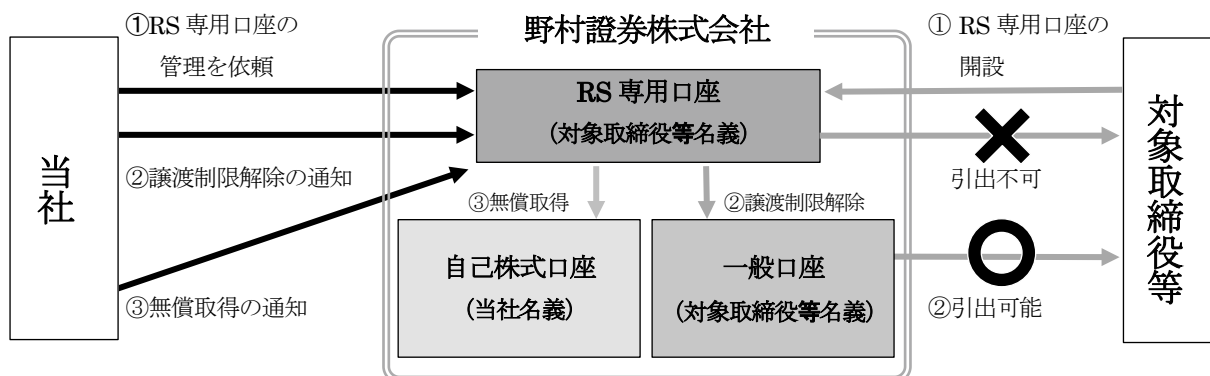 ①RS 専用口座の
管理を依頼
②譲渡制限解除の通知
③無償取得の通知
当社
野村證券株式会社
RS 専用口座
(対象取締役等名義)
③無償取得
②譲渡制限解除
自己株式口座
(当社名義)
一般口座
(対象取締役等名義)
① RS 専用口座の
開設
引出不可
②引出可能
対象取締役等